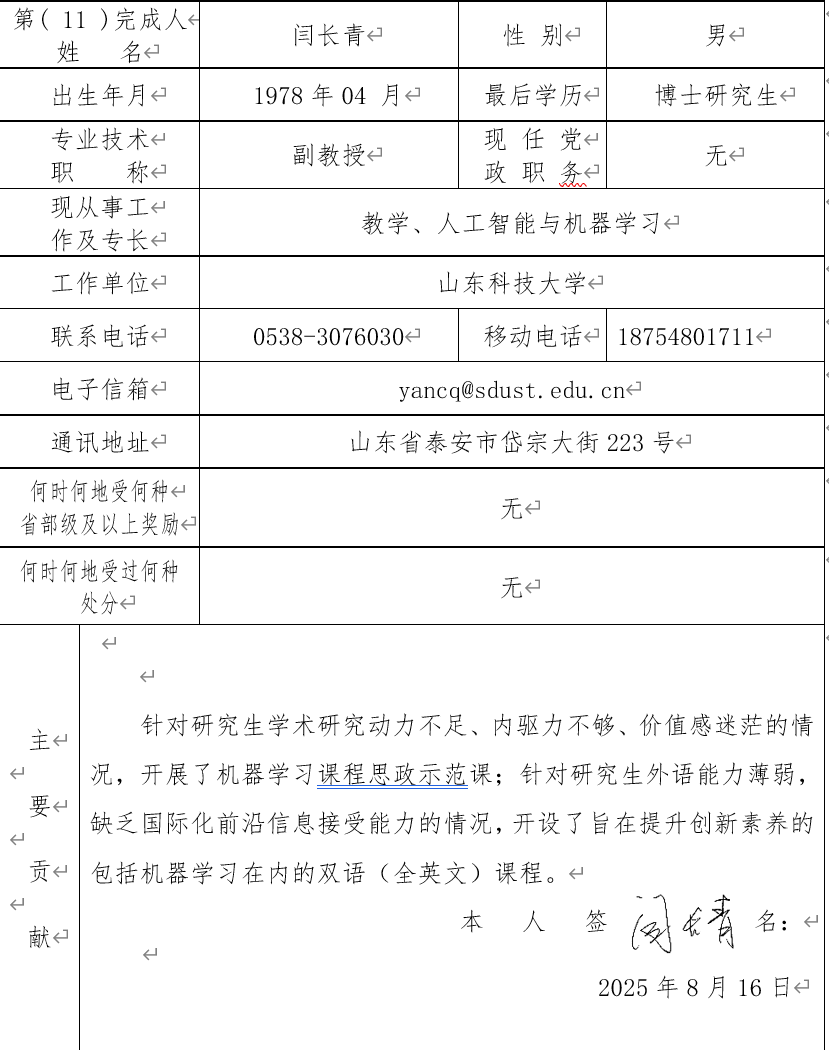 第( 11 )完成人
姓 名
闫长青
性 别
男
出生年月
1978 年 04 月
最后学历
博士研究生
专业技术
职 称
副教授
现 任 党
政 职 务
无
现从事工
作及专长
教学、人工智能与机器学习
工作单位
山东科技大学
联系电话
0538-3076030
移动电话
18754801711
电子信箱
yancq@sdust.edu.cn
通讯地址
山东省泰安市岱宗大街 223 号
何时何地受何种
省部级及以上奖励
无
何时何地受过何种
处分
无
主
要
贡
献
针对研究生学术研究动力不足、内驱力不够、价值感迷茫的情
况，开展了机器学习课程思政示范课；针对研究生外语能力薄弱，
缺乏国际化前沿信息接受能力的情况，开设了旨在提升创新素养的
包括机器学习在内的双语（全英文）课程。
本 人 签 闫长青 名：
2025 年 8 月 16 日